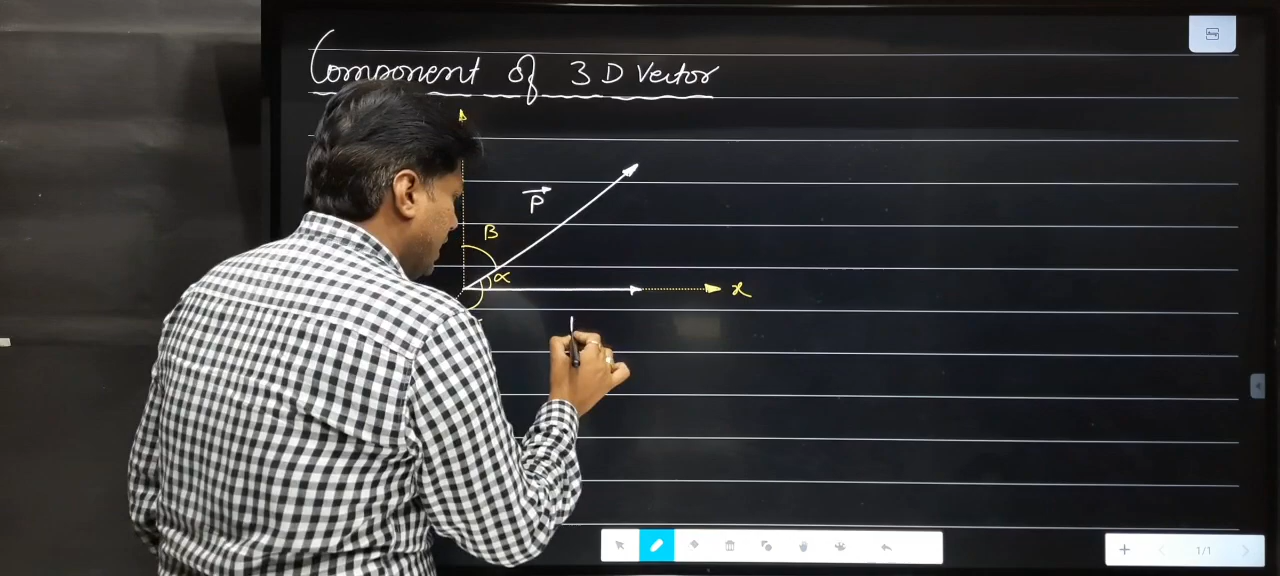 Component of 3 D Vector
P
B
α
x
1/1